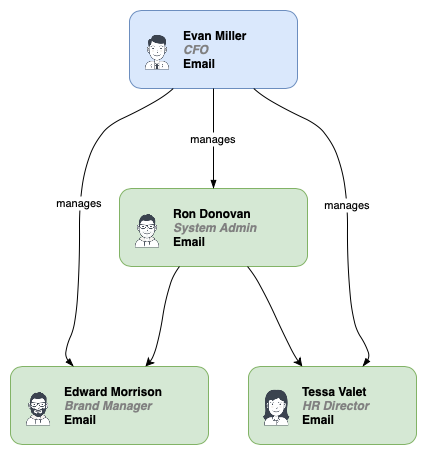 Evan Miller
CFO
Email
manages
manages
manages
Ron Donovan
System Admin
Email
Edward Morrison
Brand Manager
Email
Tessa Valet
HR Director
Email